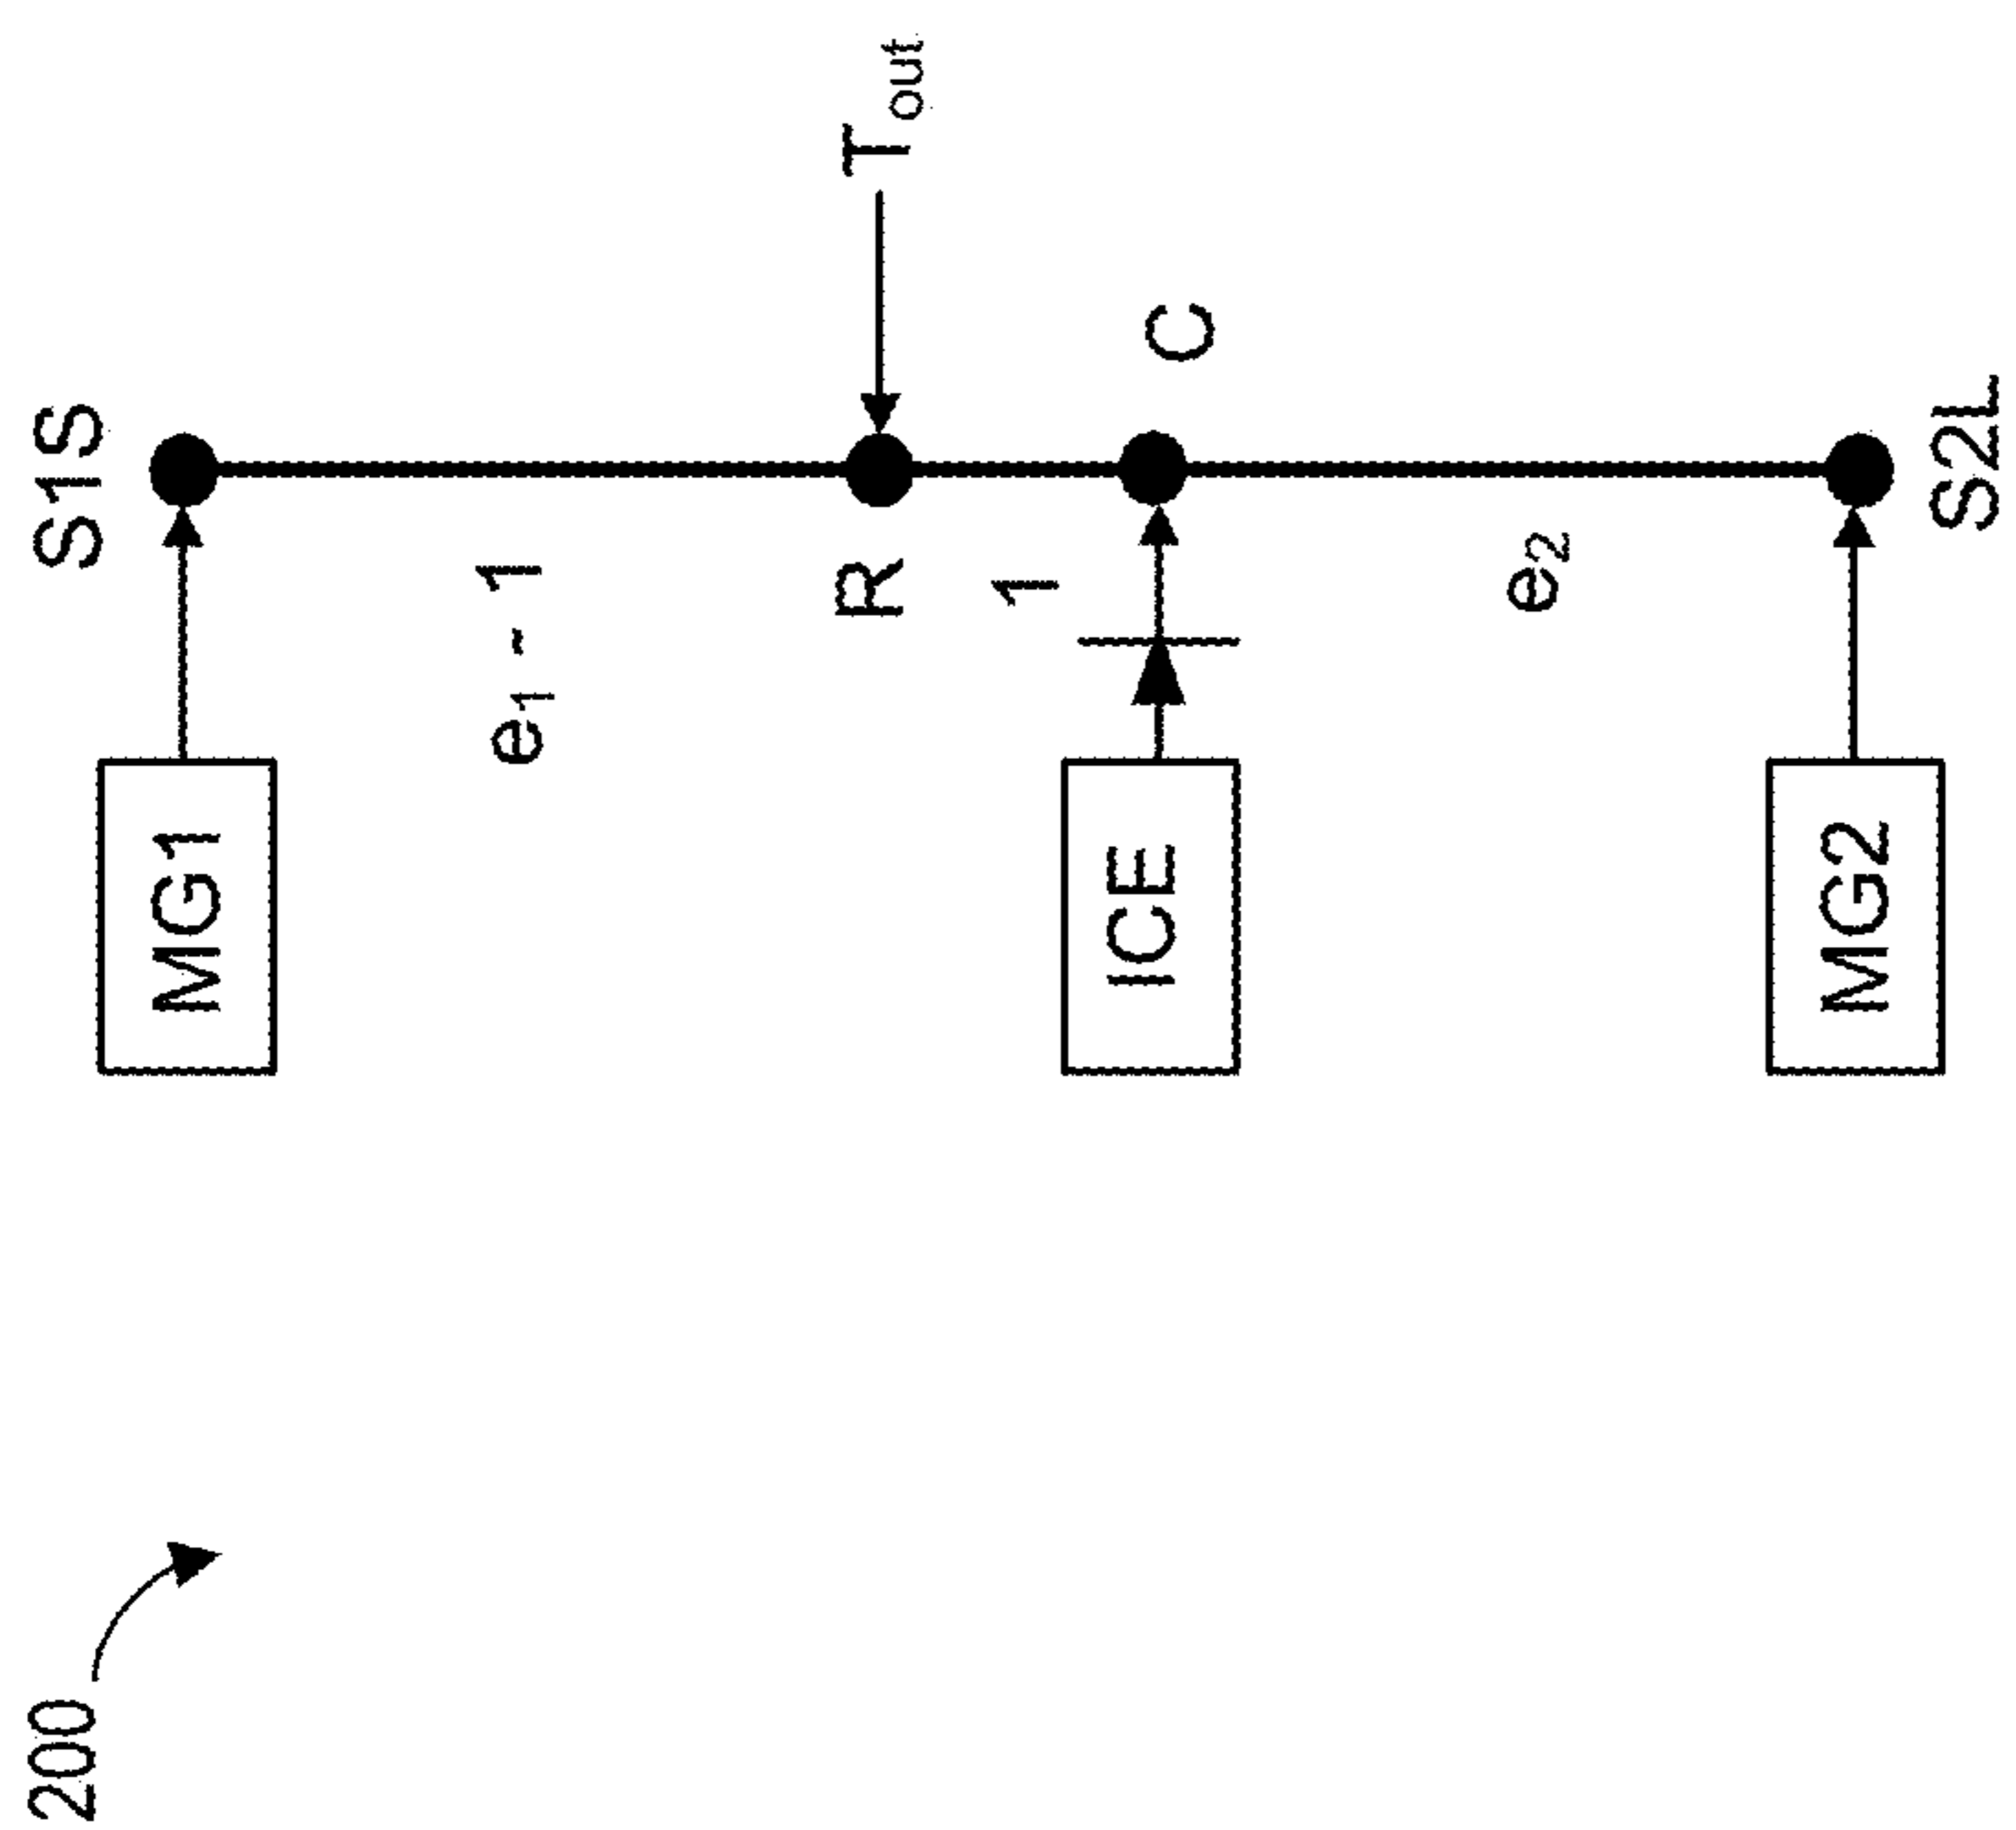 200
S1S
MG1
e₁ - 1
R
T_out
1
ICE
C
e₂
MG2
S2L